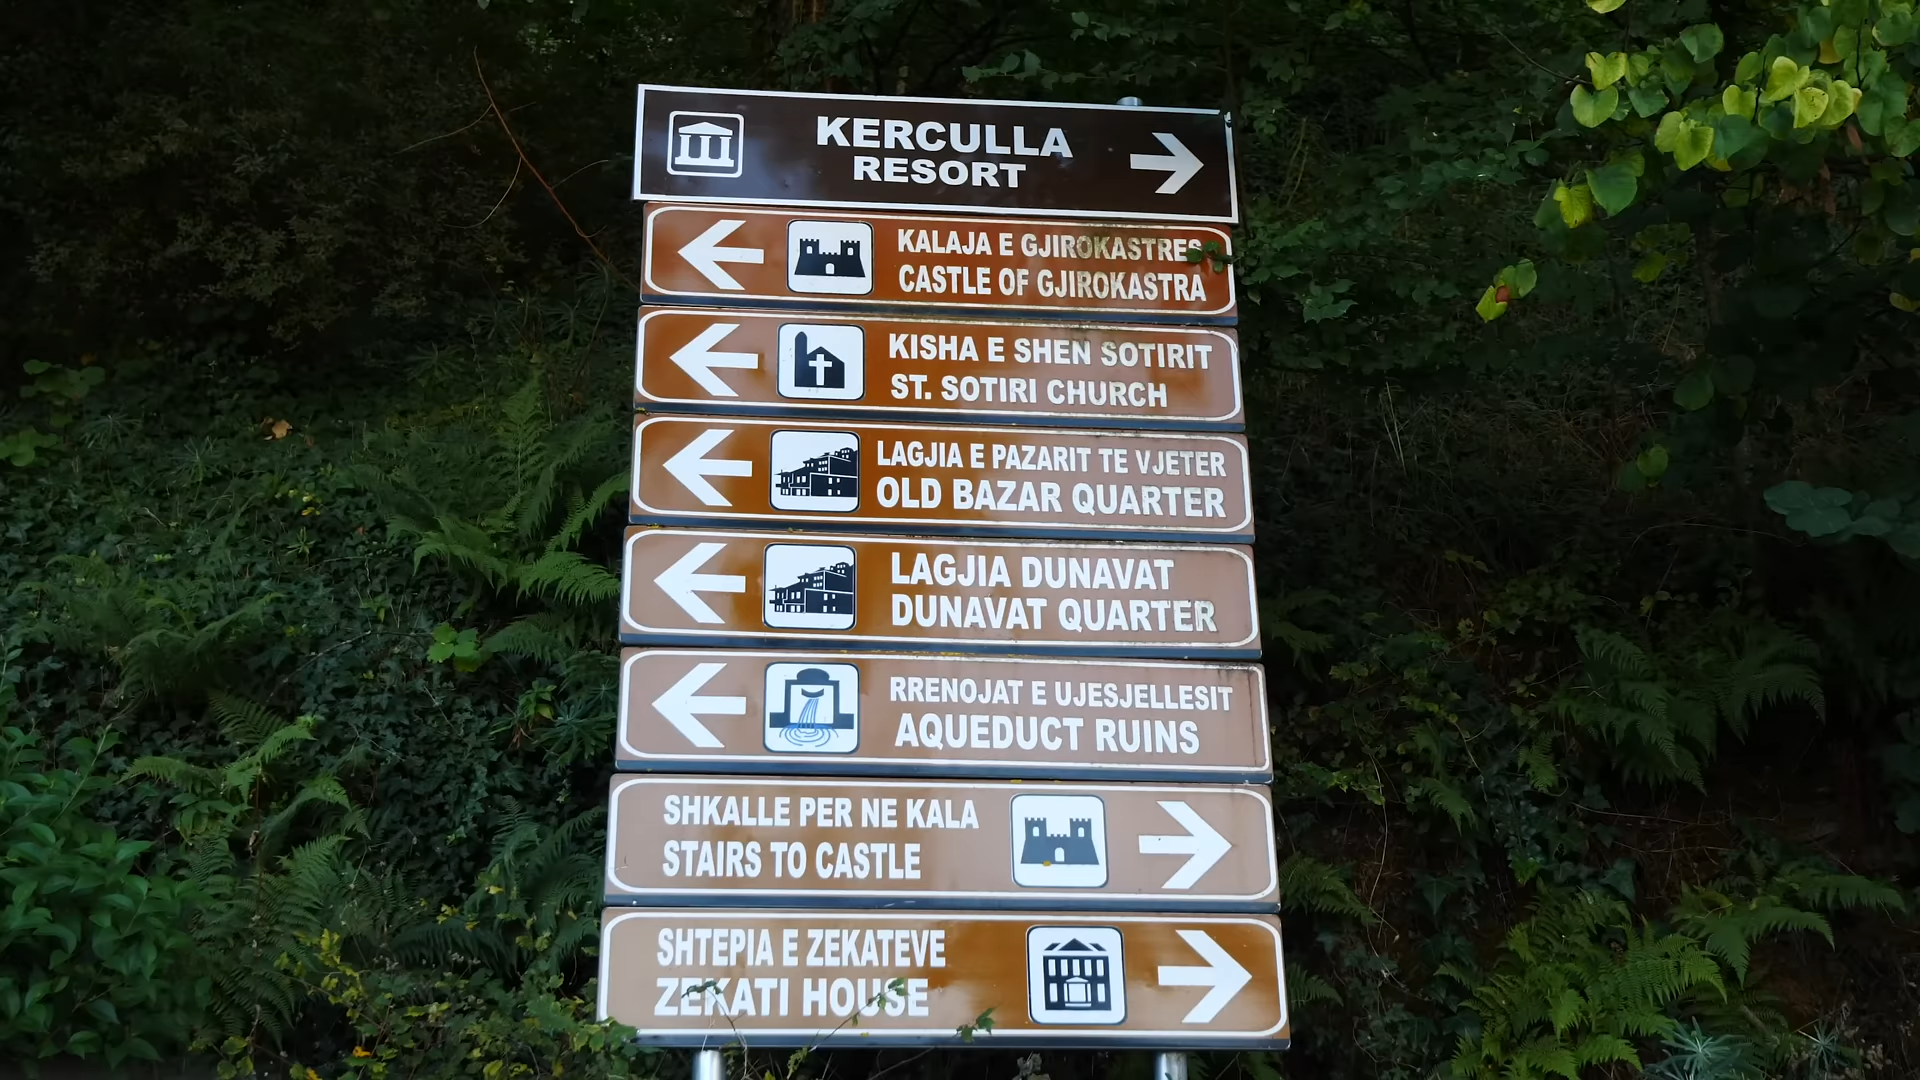 KERCULLA
RESORT
KALAJA E GJIROKASTRES
CASTLE OF GJIROKASTRA
KISHA E SHEN SOTIRIT
ST. SOTIRI CHURCH
LAGJIA E PAZARIT TE VJETER
OLD BAZAR QUARTER
LAGJIA DUNAVAT
DUNAVAT QUARTER
RRENOJAT E UJESJELLESIT
AQUEDUCT RUINS
SHKALLE PER NE KALA
STAIRS TO CASTLE
SHTEPIA E ZEKATEVE
ZEKATI HOUSE